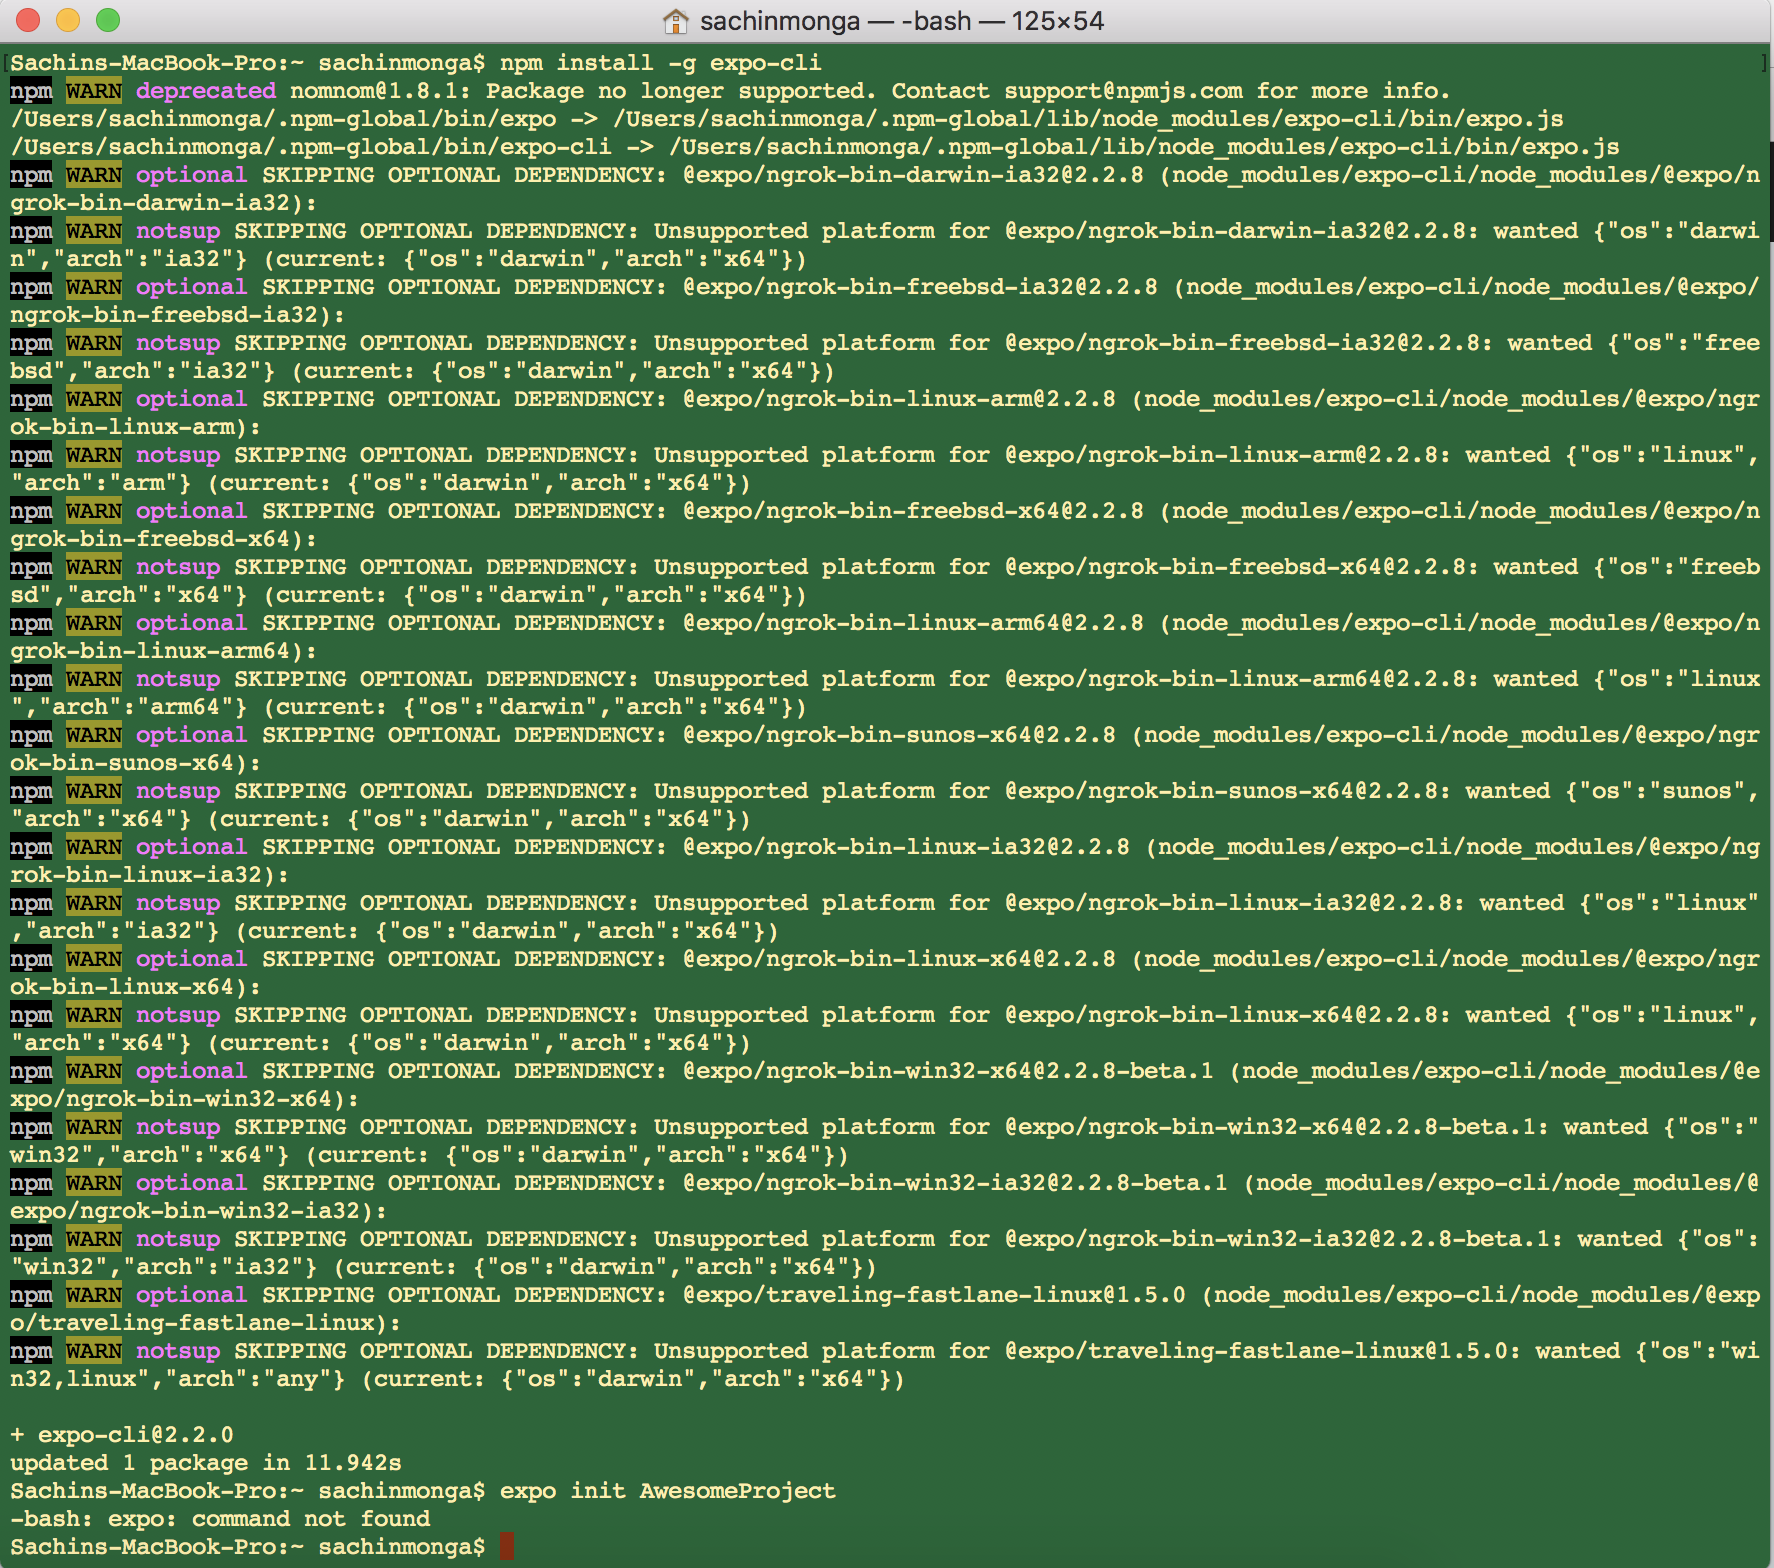 sachinmonga — -bash — 125×54
[Sachins-MacBook-Pro:~ sachinmonga$ npm install -g expo-cli ]
npm WARN deprecated nomnom@1.8.1: Package no longer supported. Contact support@npmjs.com for more info.
/Users/sachinmonga/.npm-global/bin/expo -> /Users/sachinmonga/.npm-global/lib/node_modules/expo-cli/bin/expo.js
/Users/sachinmonga/.npm-global/bin/expo-cli -> /Users/sachinmonga/.npm-global/lib/node_modules/expo-cli/bin/expo.js
npm WARN optional SKIPPING OPTIONAL DEPENDENCY: @expo/ngrok-bin-darwin-ia32@2.2.8 (node_modules/expo-cli/node_modules/@expo/n
grok-bin-darwin-ia32):
npm WARN notsup SKIPPING OPTIONAL DEPENDENCY: Unsupported platform for @expo/ngrok-bin-darwin-ia32@2.2.8: wanted {"os":"darwi
n","arch":"ia32"} (current: {"os":"darwin","arch":"x64"})
npm WARN optional SKIPPING OPTIONAL DEPENDENCY: @expo/ngrok-bin-freebsd-ia32@2.2.8 (node_modules/expo-cli/node_modules/@expo/
ngrok-bin-freebsd-ia32):
npm WARN notsup SKIPPING OPTIONAL DEPENDENCY: Unsupported platform for @expo/ngrok-bin-freebsd-ia32@2.2.8: wanted {"os":"free
bsd","arch":"ia32"} (current: {"os":"darwin","arch":"x64"})
npm WARN optional SKIPPING OPTIONAL DEPENDENCY: @expo/ngrok-bin-linux-arm@2.2.8 (node_modules/expo-cli/node_modules/@expo/ngr
ok-bin-linux-arm):
npm WARN notsup SKIPPING OPTIONAL DEPENDENCY: Unsupported platform for @expo/ngrok-bin-linux-arm@2.2.8: wanted {"os":"linux",
"arch":"arm"} (current: {"os":"darwin","arch":"x64"})
npm WARN optional SKIPPING OPTIONAL DEPENDENCY: @expo/ngrok-bin-freebsd-x64@2.2.8 (node_modules/expo-cli/node_modules/@expo/n
grok-bin-freebsd-x64):
npm WARN notsup SKIPPING OPTIONAL DEPENDENCY: Unsupported platform for @expo/ngrok-bin-freebsd-x64@2.2.8: wanted {"os":"freeb
sd","arch":"x64"} (current: {"os":"darwin","arch":"x64"})
npm WARN optional SKIPPING OPTIONAL DEPENDENCY: @expo/ngrok-bin-linux-arm64@2.2.8 (node_modules/expo-cli/node_modules/@expo/n
grok-bin-linux-arm64):
npm WARN notsup SKIPPING OPTIONAL DEPENDENCY: Unsupported platform for @expo/ngrok-bin-linux-arm64@2.2.8: wanted {"os":"linux
","arch":"arm64"} (current: {"os":"darwin","arch":"x64"})
npm WARN optional SKIPPING OPTIONAL DEPENDENCY: @expo/ngrok-bin-sunos-x64@2.2.8 (node_modules/expo-cli/node_modules/@expo/ngr
ok-bin-sunos-x64):
npm WARN notsup SKIPPING OPTIONAL DEPENDENCY: Unsupported platform for @expo/ngrok-bin-sunos-x64@2.2.8: wanted {"os":"sunos",
"arch":"x64"} (current: {"os":"darwin","arch":"x64"})
npm WARN optional SKIPPING OPTIONAL DEPENDENCY: @expo/ngrok-bin-linux-ia32@2.2.8 (node_modules/expo-cli/node_modules/@expo/ng
rok-bin-linux-ia32):
npm WARN notsup SKIPPING OPTIONAL DEPENDENCY: Unsupported platform for @expo/ngrok-bin-linux-ia32@2.2.8: wanted {"os":"linux"
,"arch":"ia32"} (current: {"os":"darwin","arch":"x64"})
npm WARN optional SKIPPING OPTIONAL DEPENDENCY: @expo/ngrok-bin-linux-x64@2.2.8 (node_modules/expo-cli/node_modules/@expo/ngr
ok-bin-linux-x64):
npm WARN notsup SKIPPING OPTIONAL DEPENDENCY: Unsupported platform for @expo/ngrok-bin-linux-x64@2.2.8: wanted {"os":"linux",
"arch":"x64"} (current: {"os":"darwin","arch":"x64"})
npm WARN optional SKIPPING OPTIONAL DEPENDENCY: @expo/ngrok-bin-win32-x64@2.2.8-beta.1 (node_modules/expo-cli/node_modules/@e
xpo/ngrok-bin-win32-x64):
npm WARN notsup SKIPPING OPTIONAL DEPENDENCY: Unsupported platform for @expo/ngrok-bin-win32-x64@2.2.8-beta.1: wanted {"os":"
win32","arch":"x64"} (current: {"os":"darwin","arch":"x64"})
npm WARN optional SKIPPING OPTIONAL DEPENDENCY: @expo/ngrok-bin-win32-ia32@2.2.8-beta.1 (node_modules/expo-cli/node_modules/@
expo/ngrok-bin-win32-ia32):
npm WARN notsup SKIPPING OPTIONAL DEPENDENCY: Unsupported platform for @expo/ngrok-bin-win32-ia32@2.2.8-beta.1: wanted {"os":
"win32","arch":"ia32"} (current: {"os":"darwin","arch":"x64"})
npm WARN optional SKIPPING OPTIONAL DEPENDENCY: @expo/traveling-fastlane-linux@1.5.0 (node_modules/expo-cli/node_modules/@exp
o/traveling-fastlane-linux):
npm WARN notsup SKIPPING OPTIONAL DEPENDENCY: Unsupported platform for @expo/traveling-fastlane-linux@1.5.0: wanted {"os":"wi
n32,linux","arch":"any"} (current: {"os":"darwin","arch":"x64"})
+ expo-cli@2.2.0
updated 1 package in 11.942s
Sachins-MacBook-Pro:~ sachinmonga$ expo init AwesomeProject
-bash: expo: command not found
Sachins-MacBook-Pro:~ sachinmonga$